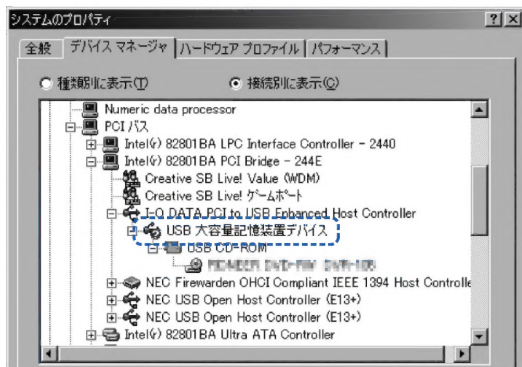 システムのプロパティ
全般 デバイス マネージャ ハードウェア プロファイル パフォーマンス
種類別に表示(T) 接続別に表示(C)
Numeric data processor
PCI バス
Intel(r) 82801BA LPC Interface Controller - 2440
Intel(r) 82801BA PCI Bridge - 244E
Creative SB Live! Value (WDM)
Creative SB Live! ゲームポート
I-O DATA PCI to USB Enhanced Host Controller
USB 大容量記憶装置デバイス
USB CD-ROM
NEC Firewarden OHCI Compliant IEEE 1394 Host Controlle
NEC USB Open Host Controller (E13+)
NEC USB Open Host Controller (E13+)
Intel(r) 82801BA Ultra ATA Controller